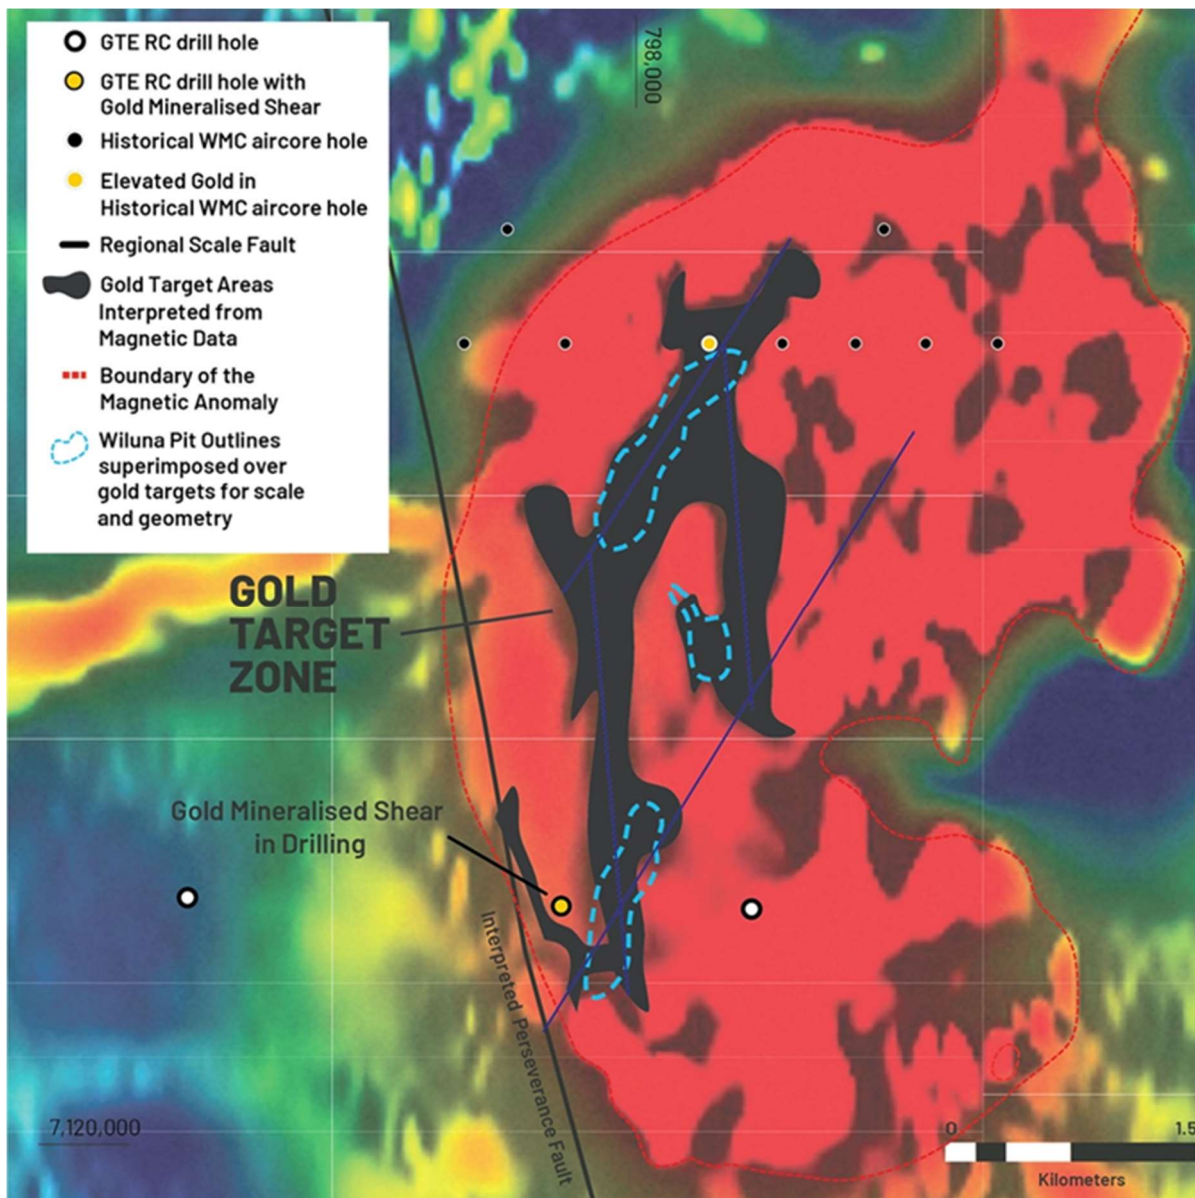 GTE RC drill hole
GTE RC drill hole with
Gold Mineralised Shear
Historical WMC aircore hole
Elevated Gold in
Historical WMC aircore hole
Regional Scale Fault
Gold Target Areas
Interpreted from
Magnetic Data
Boundary of the
Magnetic Anomaly
Wiluna Pit Outlines
superimposed over
gold targets for scale
and geometry
798,000
GOLD
TARGET
ZONE
Gold Mineralised Shear
in Drilling
Interpreted Perseverance Fault
7,120,000
0
1.5
Kilometers